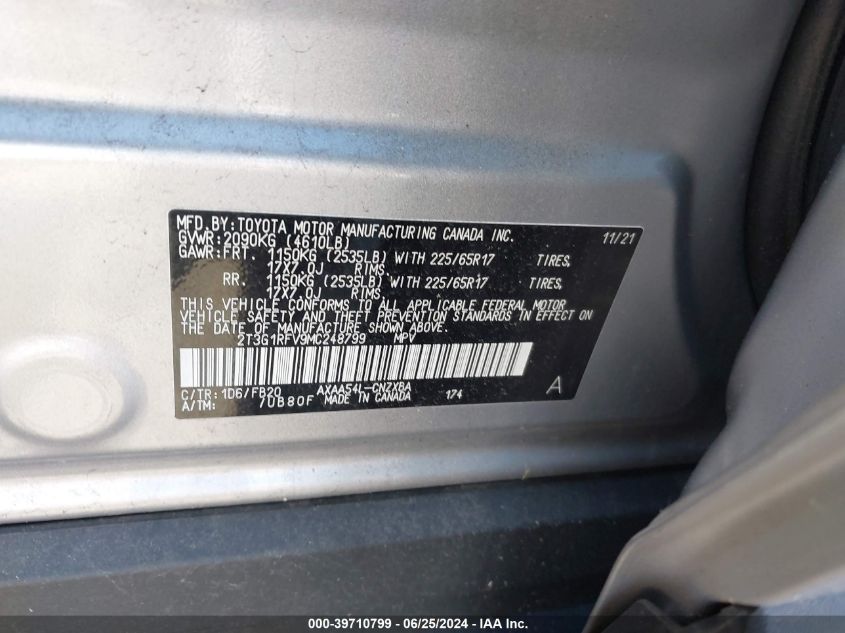 MFD. BY: TOYOTA MOTOR MANUFACTURING CANADA INC. 11/21
GVWR: 2090KG (4610LB)
GAWR: FRT. 1150KG (2535LB) WITH 225/65R17 TIRES,
17X7.0J RIMS
RR. 1150KG (2535LB) WITH 225/65R17 TIRES,
17X7.0J RIMS
THIS VEHICLE CONFORMS TO ALL APPLICABLE FEDERAL MOTOR
VEHICLE SAFETY AND THEFT PREVENTION STANDARDS IN EFFECT ON
THE DATE OF MANUFACTURE SHOWN ABOVE.
2T3G1RFV9MC248799 MPV
C/TR: 1D6/FB20 AXAA54L-CNZXBA 174 A
A/TM: /UB80F MADE IN CANADA
000-39710799 - 06/25/2024 - IAA Inc.